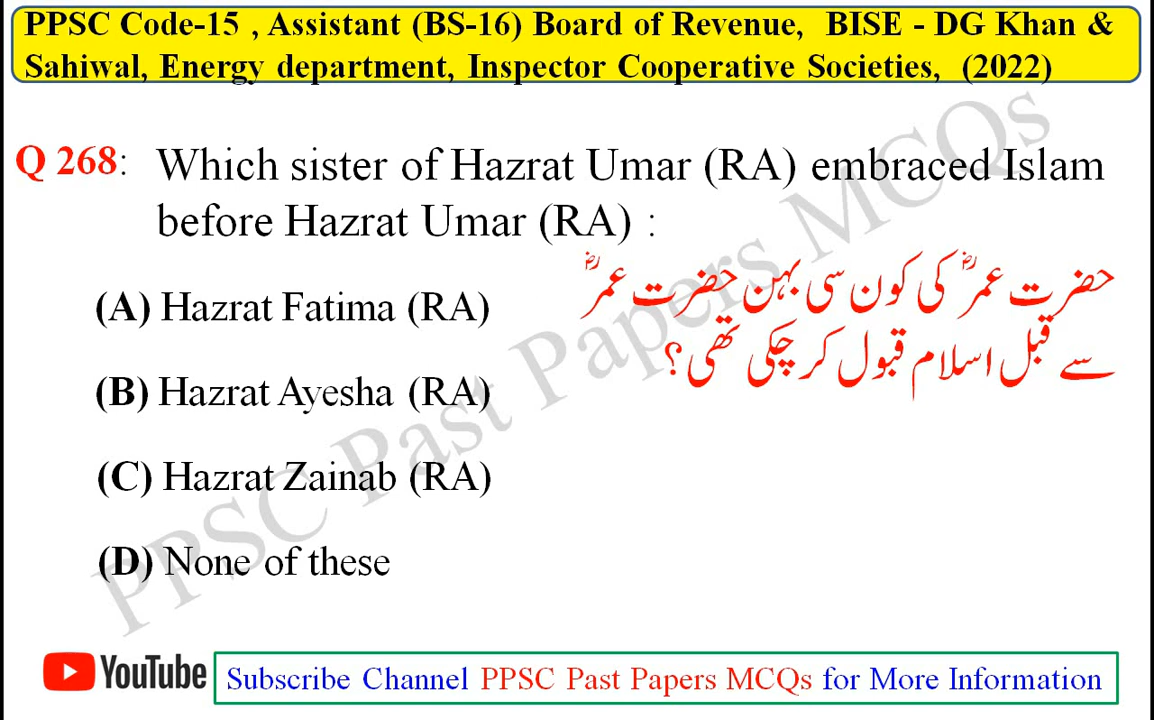 PPSC Code-15 , Assistant (BS-16) Board of Revenue, BISE - DG Khan &
Sahiwal, Energy department, Inspector Cooperative Societies, (2022)
Q 268: Which sister of Hazrat Umar (RA) embraced Islam
before Hazrat Umar (RA) :
حضرت عمرؓ کی کون سی بہن حضرت عمرؓ
سے قبل اسلام قبول کر چکی تھی؟
(A) Hazrat Fatima (RA)
(B) Hazrat Ayesha (RA)
(C) Hazrat Zainab (RA)
(D) None of these
PPSC Past Papers MCQs
YouTube Subscribe Channel PPSC Past Papers MCQs for More Information